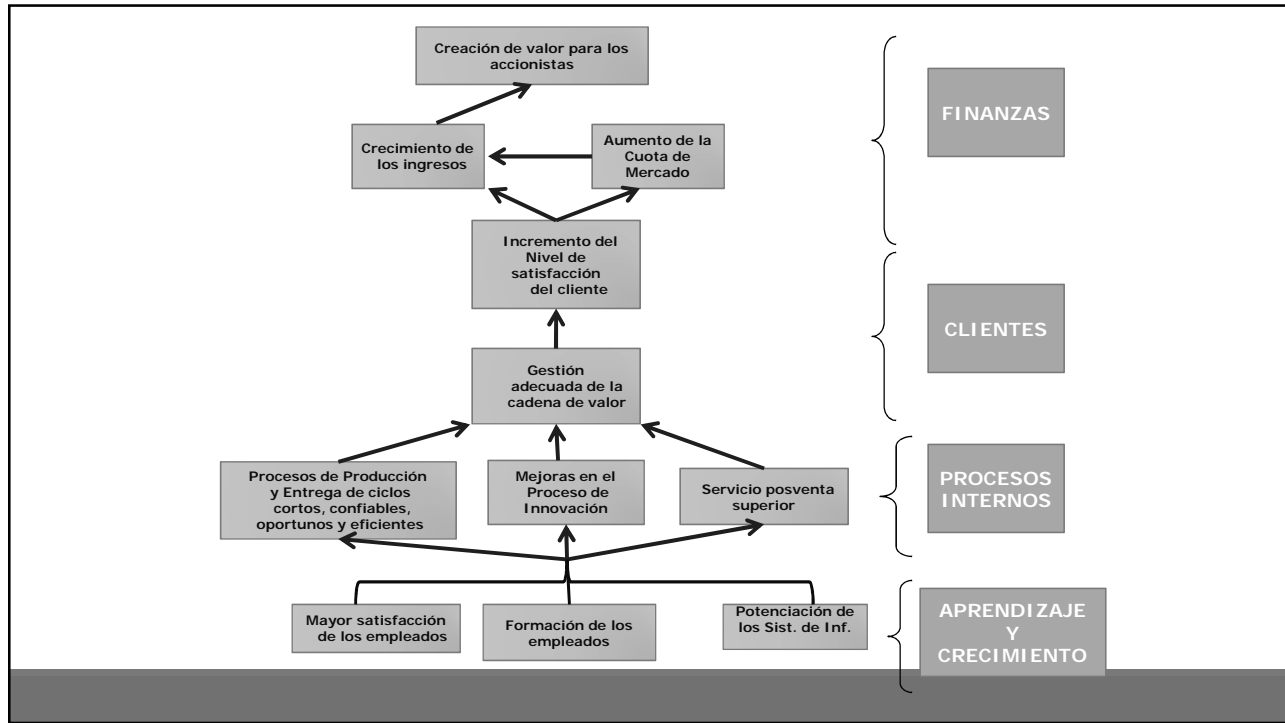 Creación de valor para los
accionistas
FINANZAS
Crecimiento de
los ingresos
Aumento de la
Cuota de
Mercado
Incremento del
Nivel de
satisfacción
del cliente
CLIENTES
Gestión
adecuada de la
cadena de valor
Procesos de Producción
y Entrega de ciclos
cortos, confiables,
oportunos y eficientes
Mejoras en el
Proceso de
Innovación
Servicio posventa
superior
PROCESOS
INTERNOS
Mayor satisfacción
de los empleados
Formación de los
empleados
Potenciación de
los Sist. de Inf.
APRENDIZAJE
Y
CRECIMIENTO